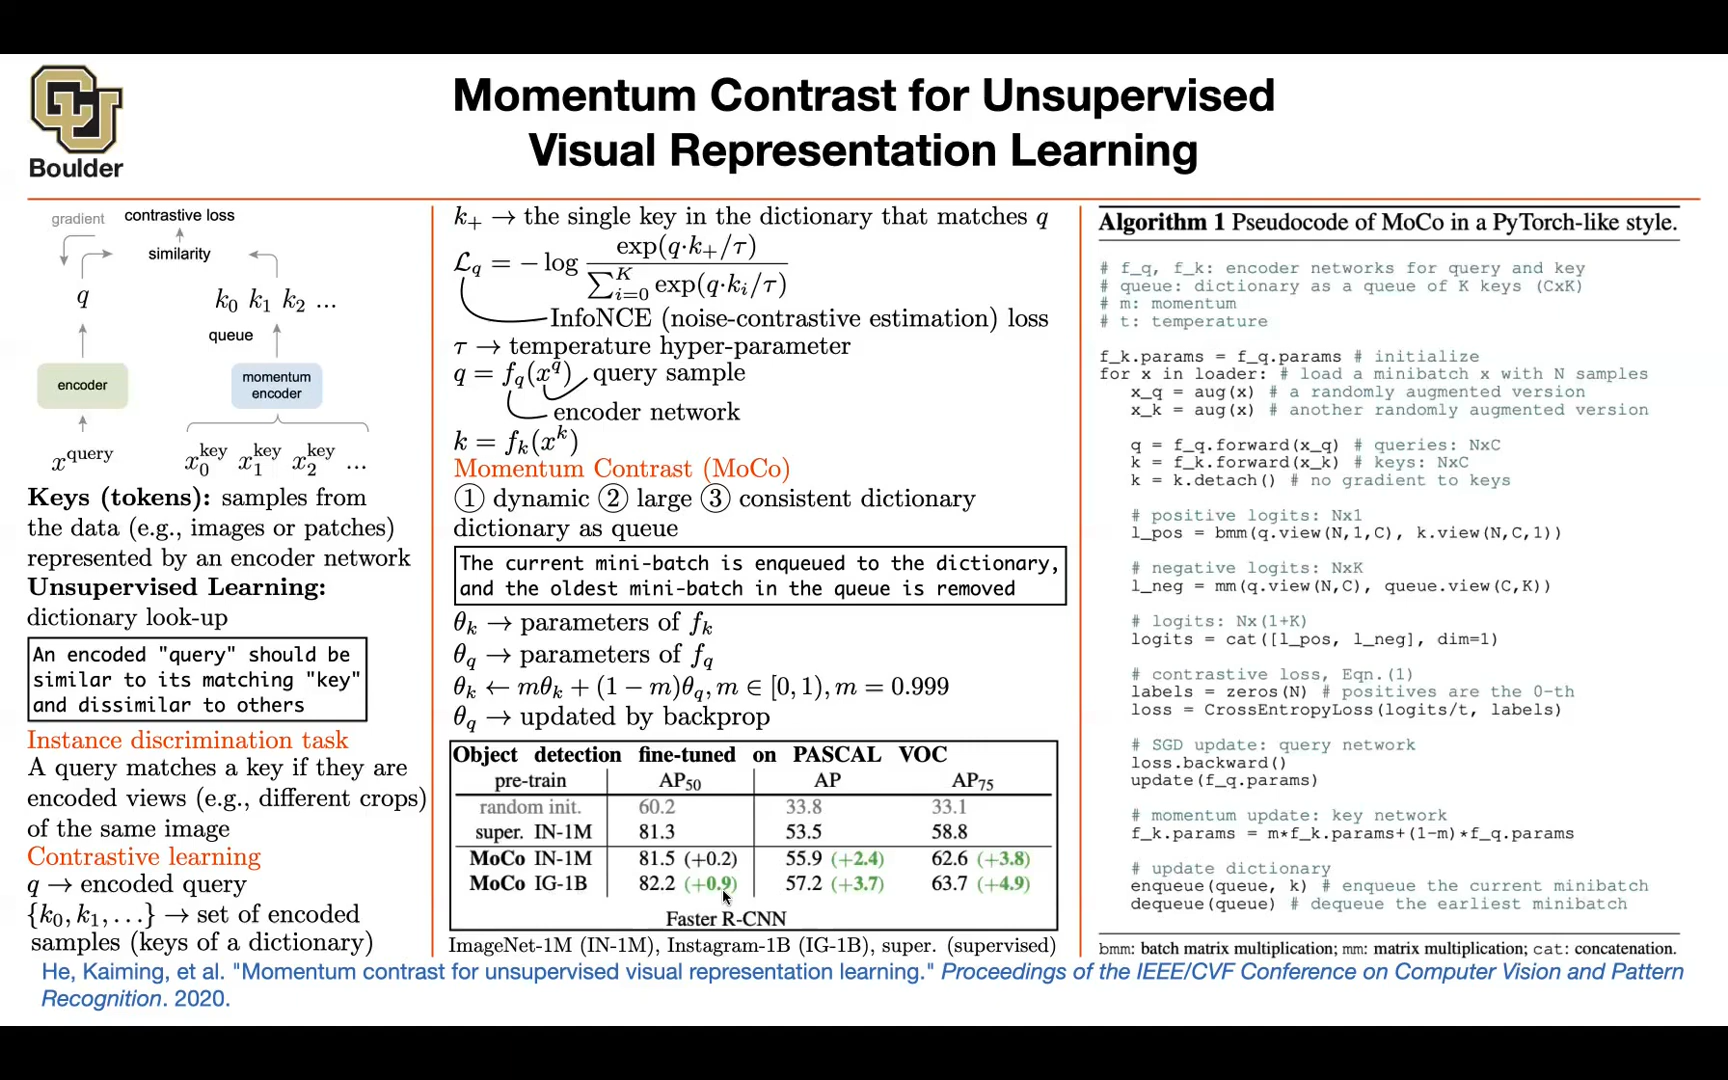 Momentum Contrast for Unsupervised
Visual Representation Learning
CU
Boulder
gradient
contrastive loss
similarity
q
k₀ k₁ k₂ ...
queue
encoder
momentum
encoder
x^query
x₀^key x₁^key x₂^key ...
Keys (tokens): samples from
the data (e.g., images or patches)
represented by an encoder network
Unsupervised Learning:
dictionary look-up
An encoded "query" should be
similar to its matching "key"
and dissimilar to others
Instance discrimination task
A query matches a key if they are
encoded views (e.g., different crops)
of the same image
Contrastive learning
q → encoded query
{k₀, k₁, ...} → set of encoded
samples (keys of a dictionary)
k₊ → the single key in the dictionary that matches q
ℒ_q = − log exp(q·k₊/τ) / ∑_{i=0}^{K} exp(q·k_i/τ)
InfoNCE (noise-contrastive estimation) loss
τ → temperature hyper-parameter
q = f_q(x^q) query sample
encoder network
k = f_k(x^k)
Momentum Contrast (MoCo)
① dynamic ② large ③ consistent dictionary
dictionary as queue
The current mini-batch is enqueued to the dictionary,
and the oldest mini-batch in the queue is removed
θ_k → parameters of f_k
θ_q → parameters of f_q
θ_k ← mθ_k + (1 − m)θ_q, m ∈ [0, 1), m = 0.999
θ_q → updated by backprop
Object detection fine-tuned on PASCAL VOC
pre-train AP₅₀ AP AP₇₅
random init. 60.2 33.8 33.1
super. IN-1M 81.3 53.5 58.8
MoCo IN-1M 81.5 (+0.2) 55.9 (+2.4) 62.6 (+3.8)
MoCo IG-1B 82.2 (+0.9) 57.2 (+3.7) 63.7 (+4.9)
Faster R-CNN
ImageNet-1M (IN-1M), Instagram-1B (IG-1B), super. (supervised)
Algorithm 1 Pseudocode of MoCo in a PyTorch-like style.
# f_q, f_k: encoder networks for query and key
# queue: dictionary as a queue of K keys (CxK)
# m: momentum
# t: temperature
f_k.params = f_q.params # initialize
for x in loader: # load a minibatch x with N samples
x_q = aug(x) # a randomly augmented version
x_k = aug(x) # another randomly augmented version
q = f_q.forward(x_q) # queries: NxC
k = f_k.forward(x_k) # keys: NxC
k = k.detach() # no gradient to keys
# positive logits: Nx1
l_pos = bmm(q.view(N,1,C), k.view(N,C,1))
# negative logits: NxK
l_neg = mm(q.view(N,C), queue.view(C,K))
# logits: Nx(1+K)
logits = cat([l_pos, l_neg], dim=1)
# contrastive loss, Eqn.(1)
labels = zeros(N) # positives are the 0-th
loss = CrossEntropyLoss(logits/t, labels)
# SGD update: query network
loss.backward()
update(f_q.params)
# momentum update: key network
f_k.params = m*f_k.params+(1-m)*f_q.params
# update dictionary
enqueue(queue, k) # enqueue the current minibatch
dequeue(queue) # dequeue the earliest minibatch
bmm: batch matrix multiplication; mm: matrix multiplication; cat: concatenation.
He, Kaiming, et al. "Momentum contrast for unsupervised visual representation learning." Proceedings of the IEEE/CVF Conference on Computer Vision and Pattern
Recognition. 2020.